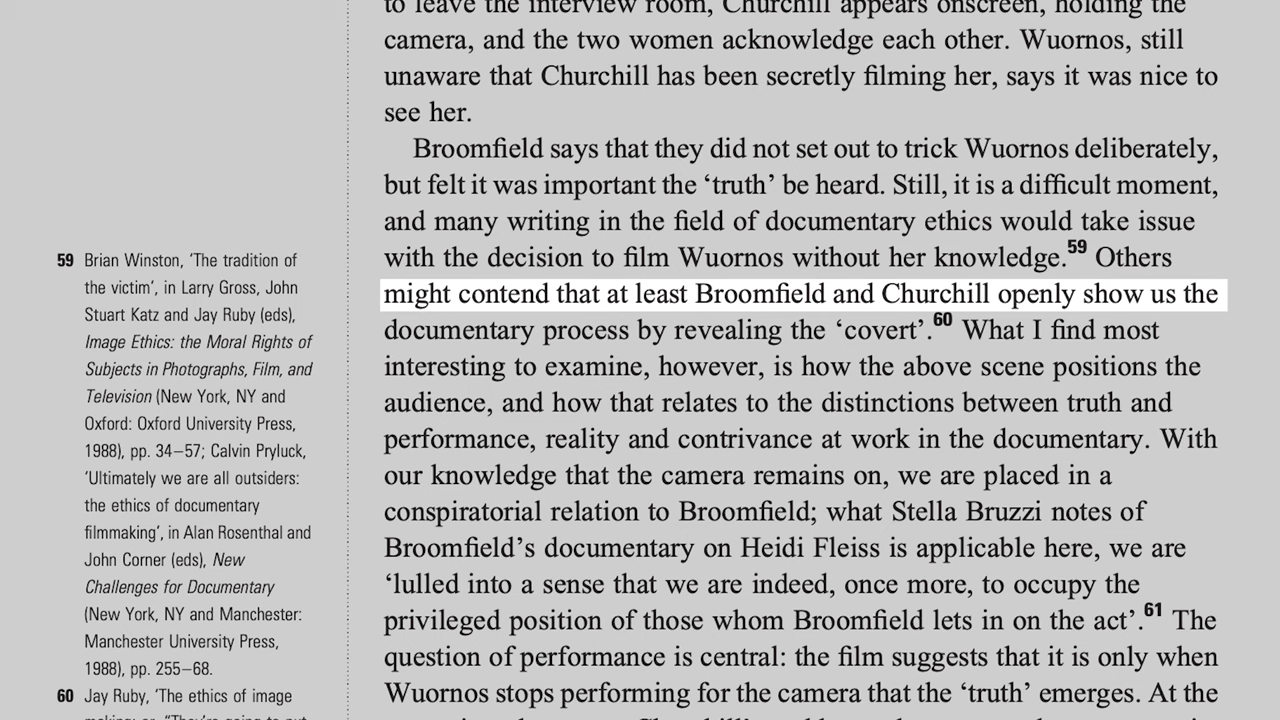 to leave the interview room, Churchill appears onscreen, holding the
camera, and the two women acknowledge each other. Wuornos, still
unaware that Churchill has been secretly filming her, says it was nice to
see her.
Broomfield says that they did not set out to trick Wuornos deliberately,
but felt it was important the ‘truth’ be heard. Still, it is a difficult moment,
and many writing in the field of documentary ethics would take issue
with the decision to film Wuornos without her knowledge.59 Others
might contend that at least Broomfield and Churchill openly show us the
documentary process by revealing the ‘covert’.60 What I find most
interesting to examine, however, is how the above scene positions the
audience, and how that relates to the distinctions between truth and
performance, reality and contrivance at work in the documentary. With
our knowledge that the camera remains on, we are placed in a
conspiratorial relation to Broomfield; what Stella Bruzzi notes of
Broomfield’s documentary on Heidi Fleiss is applicable here, we are
‘lulled into a sense that we are indeed, once more, to occupy the
privileged position of those whom Broomfield lets in on the act’.61 The
question of performance is central: the film suggests that it is only when
Wuornos stops performing for the camera that the ‘truth’ emerges. At the
59 Brian Winston, ‘The tradition of
the victim’, in Larry Gross, John
Stuart Katz and Jay Ruby (eds),
Image Ethics: the Moral Rights of
Subjects in Photographs, Film, and
Television (New York, NY and
Oxford: Oxford University Press,
1988), pp. 34–57; Calvin Pryluck,
‘Ultimately we are all outsiders:
the ethics of documentary
filmmaking’, in Alan Rosenthal and
John Corner (eds), New
Challenges for Documentary
(New York, NY and Manchester:
Manchester University Press,
1988), pp. 255–68.
60 Jay Ruby, ‘The ethics of image